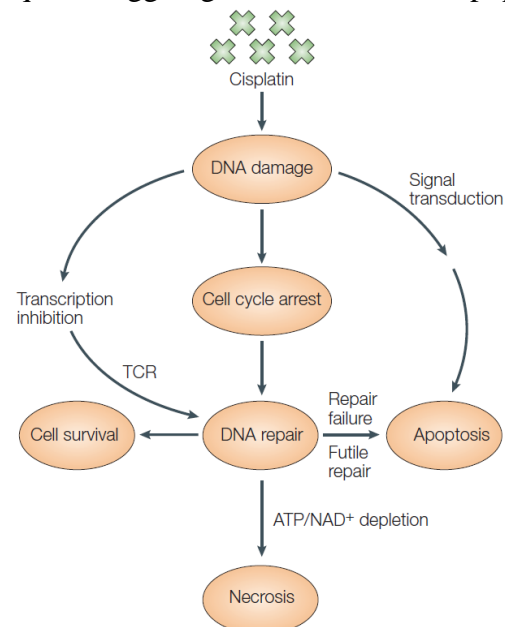 Cisplatin
DNA damage
Signal
transduction
Cell cycle arrest
Transcription
inhibition
TCR
Repair
failure
Cell survival
DNA repair
Apoptosis
Futile
repair
ATP/NAD⁺ depletion
Necrosis